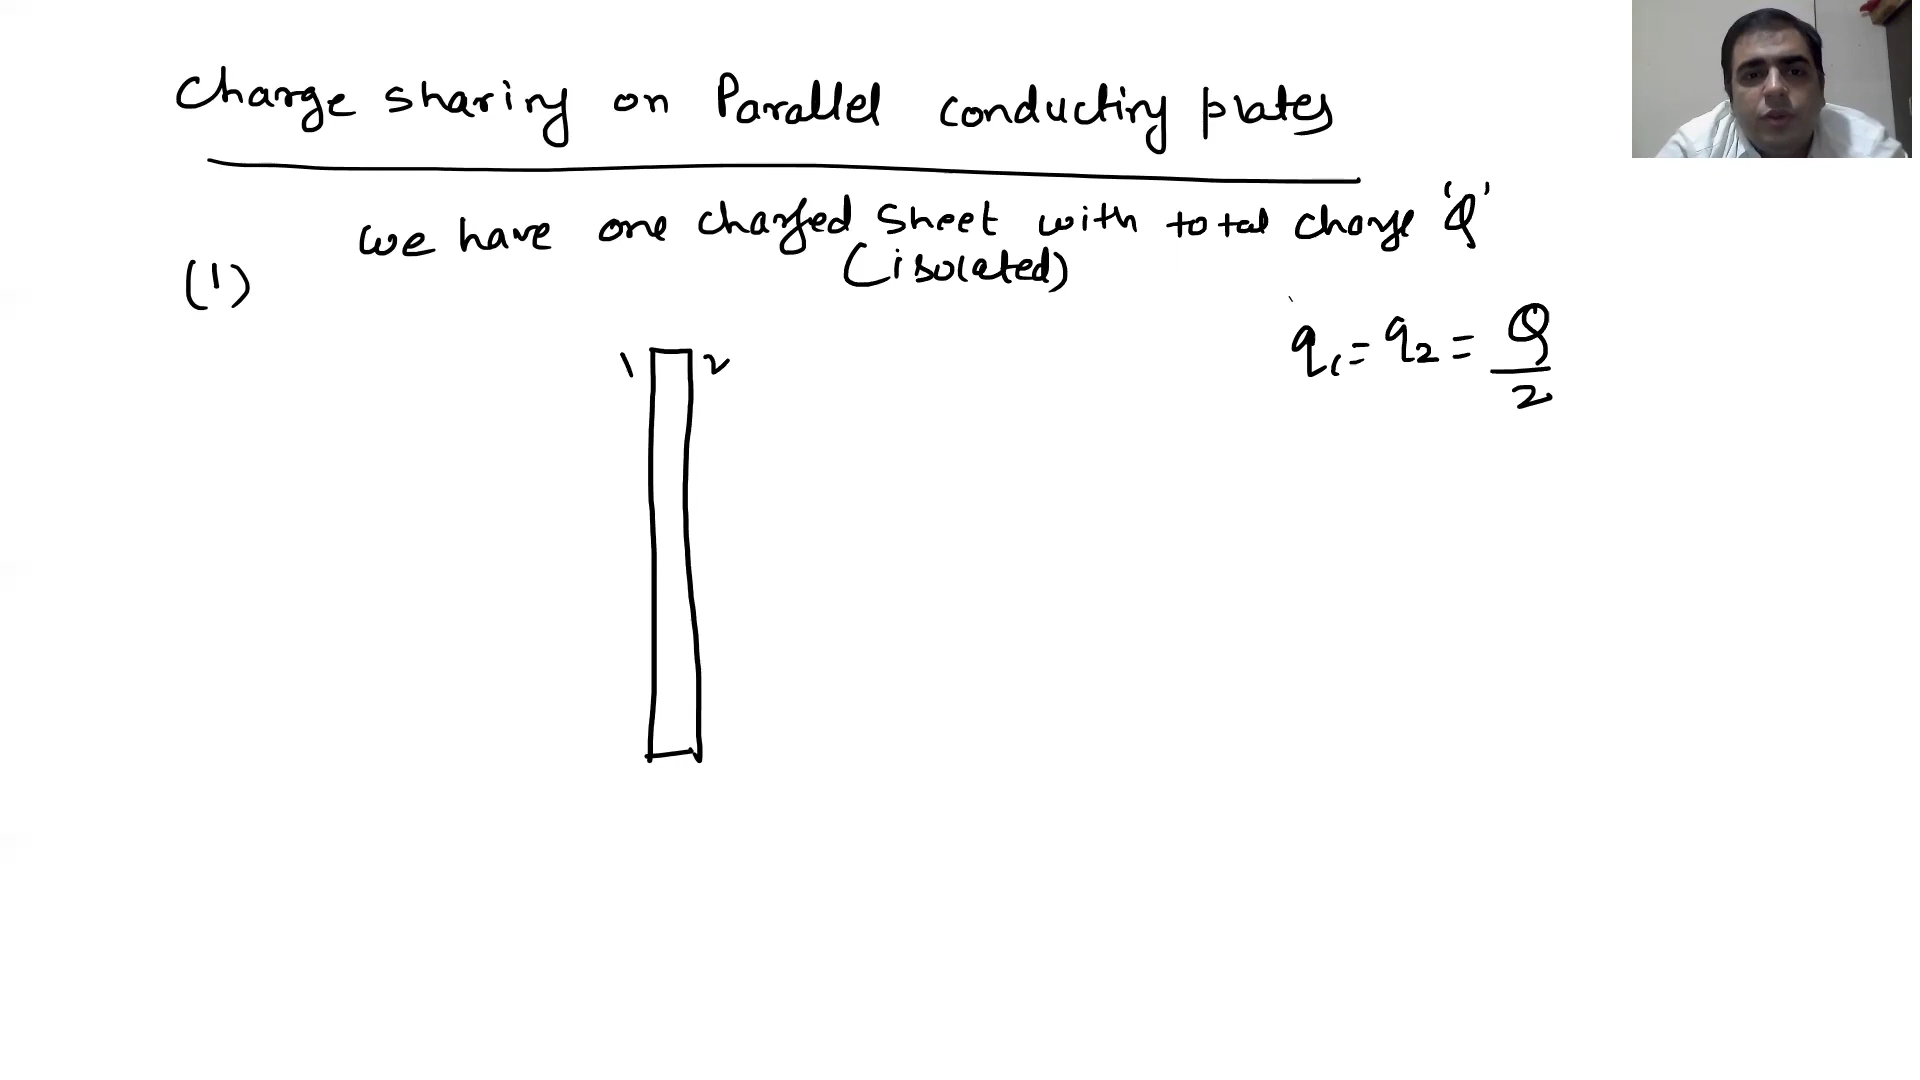 Charge sharing on Parallel conducting plates
we have one charged sheet with total charge 'Q'
(isolated)
(1)
q1 = q2 = Q/2
1 2